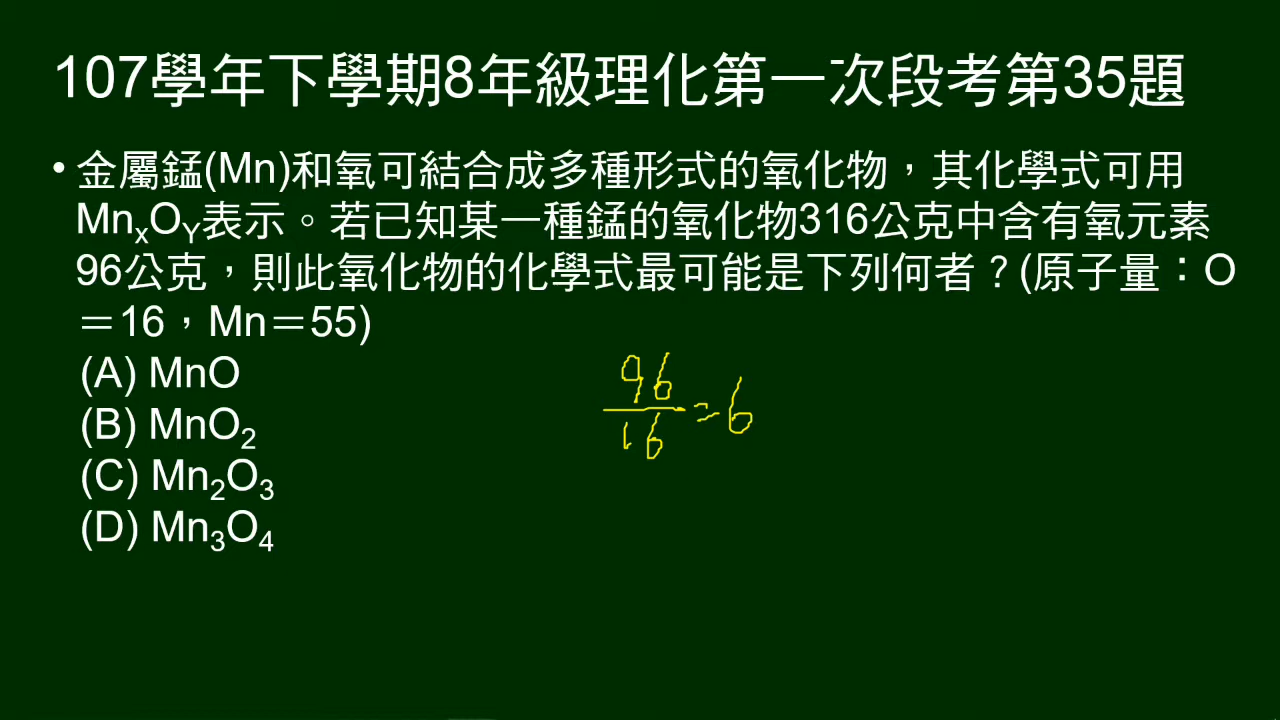 107學年下學期8年級理化第一次段考第35題
• 金屬錳(Mn)和氧可結合成多種形式的氧化物，其化學式可用
MnₓOY表示。若已知某一種錳的氧化物316公克中含有氧元素
96公克，則此氧化物的化學式最可能是下列何者？(原子量：O
＝16，Mn＝55)
(A) MnO
(B) MnO₂
(C) Mn₂O₃
(D) Mn₃O₄
96
16
=6